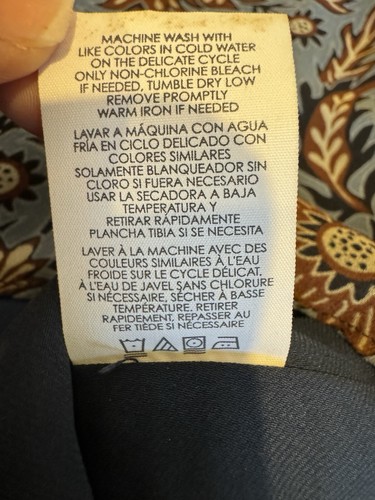 MACHINE WASH WITH
LIKE COLORS IN COLD WATER
ON THE DELICATE CYCLE
ONLY NON-CHLORINE BLEACH
IF NEEDED, TUMBLE DRY LOW
REMOVE PROMPTLY
WARM IRON IF NEEDED
LAVAR A MÁQUINA CON AGUA
FRÍA EN CICLO DELICADO CON
COLORES SIMILARES
SOLAMENTE BLANQUEADOR SIN
CLORO SI FUERA NECESARIO
USAR LA SECADORA A BAJA
TEMPERATURA Y
RETIRAR RÁPIDAMENTE
PLANCHA TIBIA SI SE NECESITA
LAVER À LA MACHINE AVEC DES
COULEURS SIMILAIRES À L'EAU
FROIDE SUR LE CYCLE DÉLICAT.
À L'EAU DE JAVEL SANS CHLORURE
SI NÉCESSAIRE, SÉCHER À BASSE
TEMPÉRATURE. RETIRER
RAPIDEMENT. REPASSER AU
FER TIÈDE SI NÉCESSAIRE